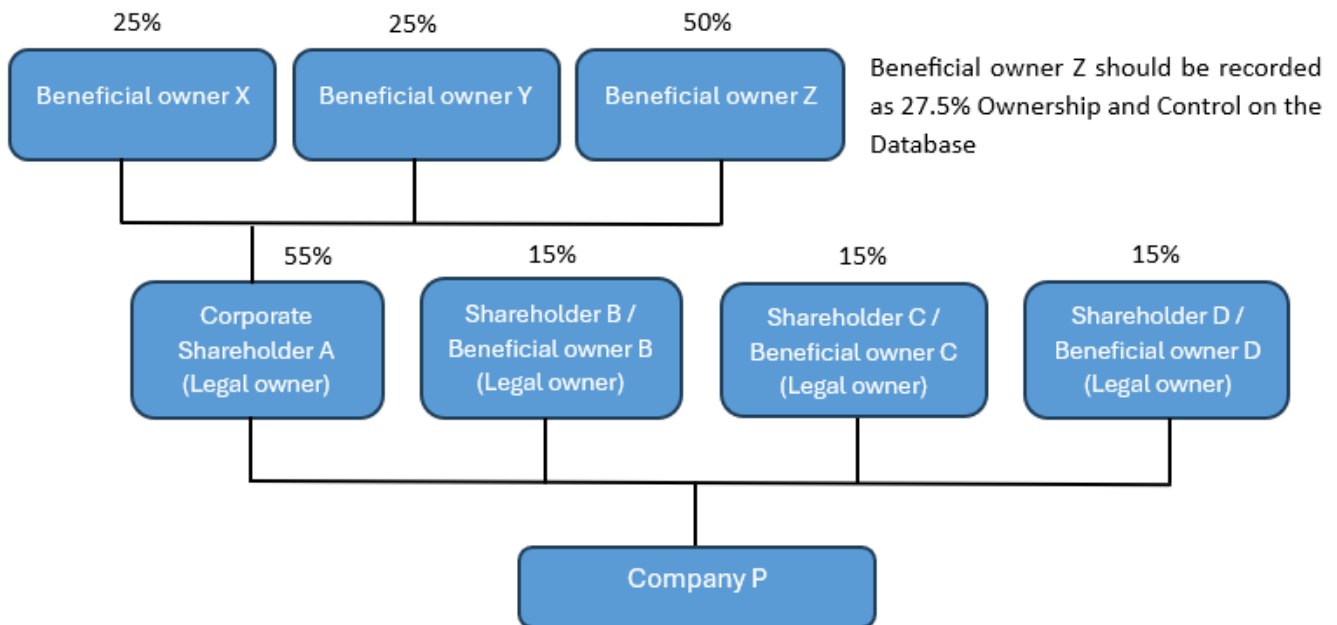 25%
25%
50%
Beneficial owner X
Beneficial owner Y
Beneficial owner Z
Beneficial owner Z should be recorded
as 27.5% Ownership and Control on the
Database
55%
15%
15%
15%
Corporate
Shareholder A
(Legal owner)
Shareholder B /
Beneficial owner B
(Legal owner)
Shareholder C /
Beneficial owner C
(Legal owner)
Shareholder D /
Beneficial owner D
(Legal owner)
Company P